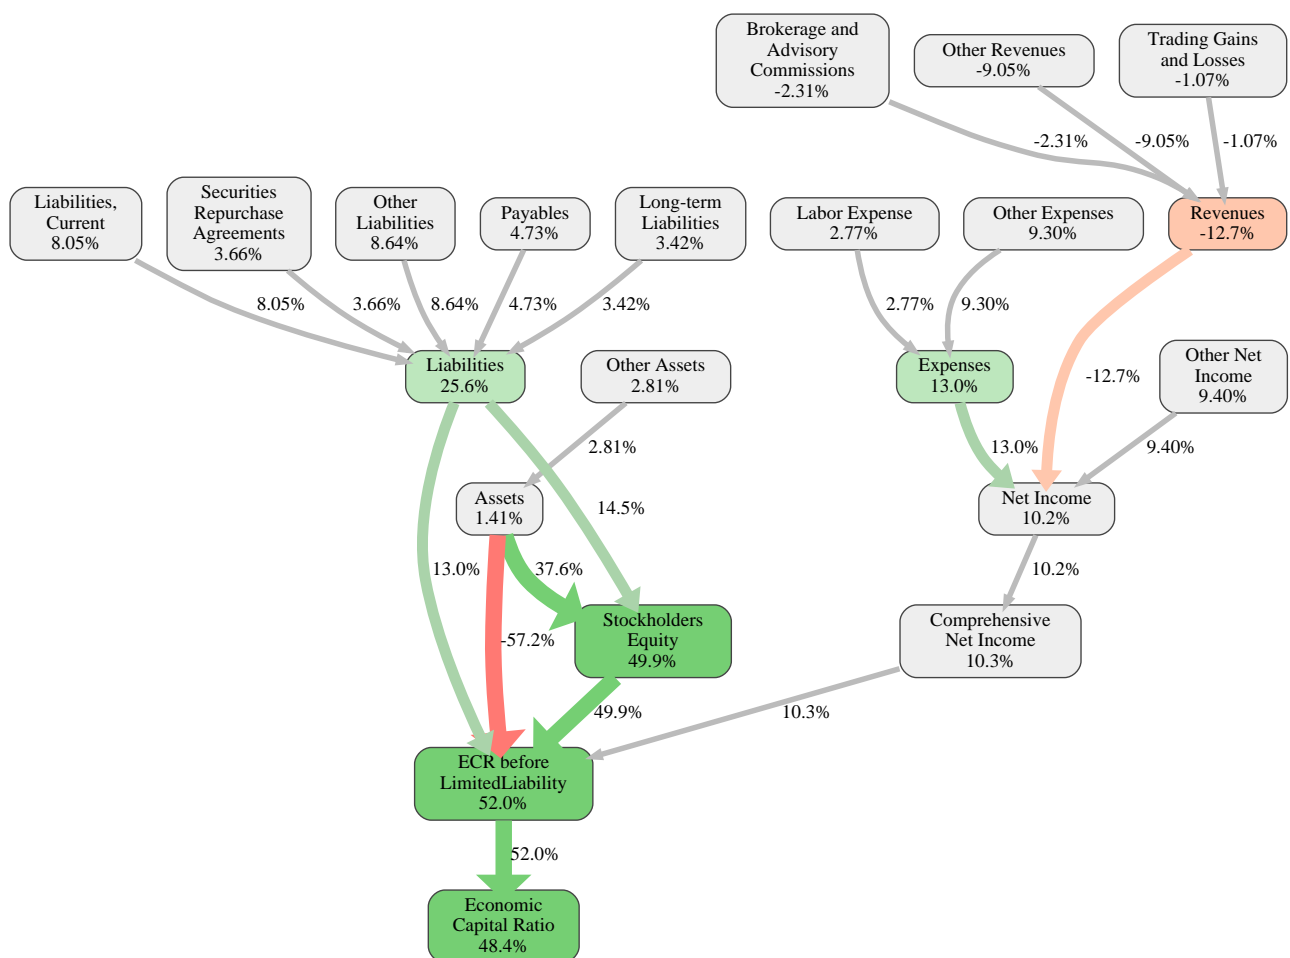 Brokerage and
Advisory
Commissions
-2.31%
Other Revenues
-9.05%
Trading Gains
and Losses
-1.07%
-2.31%
-9.05%
-1.07%
Liabilities,
Current
8.05%
Securities
Repurchase
Agreements
3.66%
Other
Liabilities
8.64%
Payables
4.73%
Long-term
Liabilities
3.42%
Labor Expense
2.77%
Other Expenses
9.30%
Revenues
-12.7%
8.05%
3.66%
8.64%
4.73%
3.42%
2.77%
9.30%
-12.7%
Liabilities
25.6%
Other Assets
2.81%
Expenses
13.0%
Other Net
Income
9.40%
2.81%
13.0%
9.40%
Assets
1.41%
14.5%
Net Income
10.2%
13.0%
37.6%
-57.2%
10.2%
Stockholders
Equity
49.9%
Comprehensive
Net Income
10.3%
49.9%
10.3%
ECR before
LimitedLiability
52.0%
52.0%
Economic
Capital Ratio
48.4%